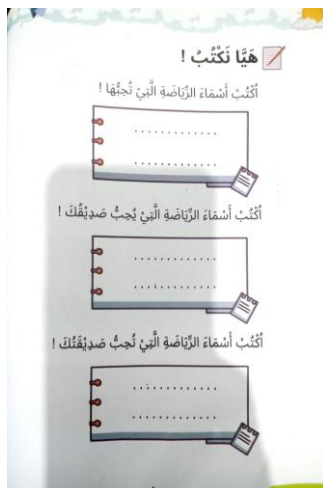 هَيَّا نَكْتُبُ !
اُكْتُبْ أَسْمَاءَ الرِّيَاضَةِ الَّتِيْ تُحِبُّهَا !
.............
.............
اُكْتُبْ أَسْمَاءَ الرِّيَاضَةِ الَّتِيْ يُحِبُّ صَدِيْقُكَ !
.............
.............
اُكْتُبْ أَسْمَاءَ الرِّيَاضَةِ الَّتِيْ تُحِبُّ صَدِيْقَتُكَ !
.............
.............